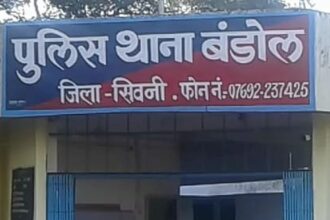 पुलिस थाना बंडोल
जिला - सिवनी . फोन नं.- 07692-237425